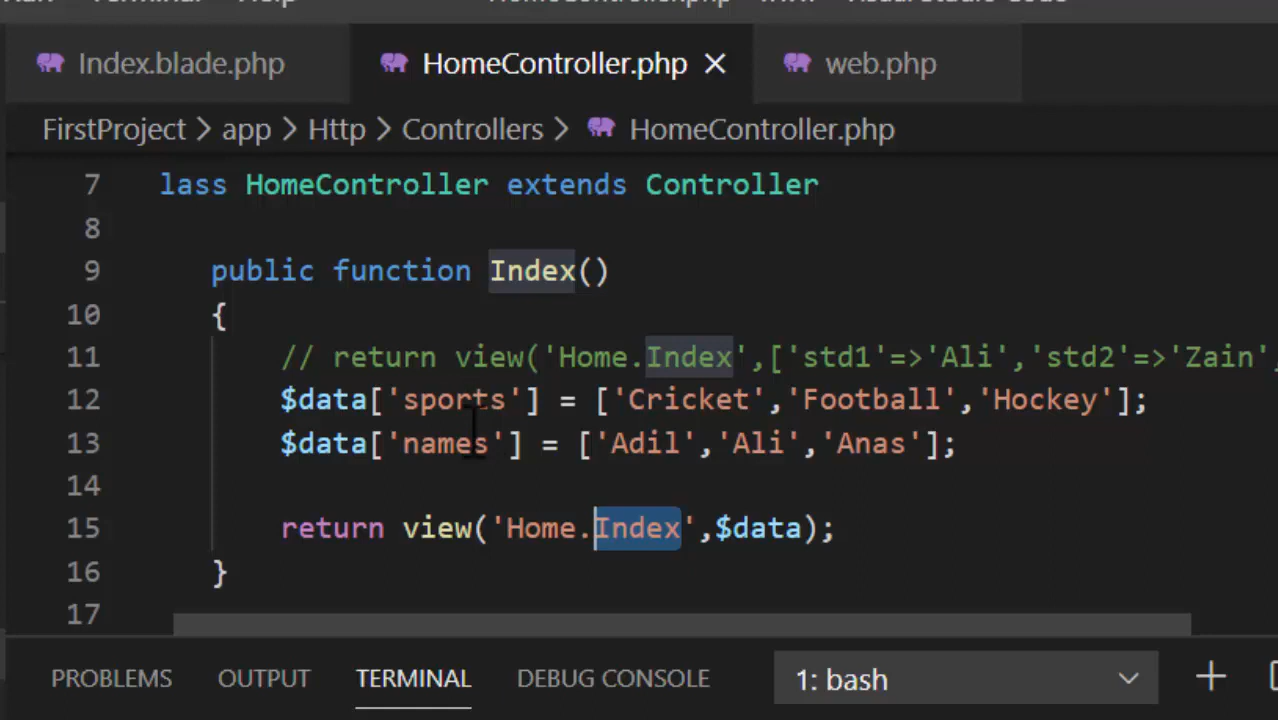 Index.blade.php
HomeController.php
web.php
FirstProject > app > Http > Controllers > HomeController.php
7 lass HomeController extends Controller
8
9 public function Index()
10 {
11 // return view('Home.Index',['std1'=>'Ali','std2'=>'Zain'
12 $data['sports'] = ['Cricket','Football','Hockey'];
13 $data['names'] = ['Adil','Ali','Anas'];
14
15 return view('Home.Index',$data);
16 }
17
PROBLEMS OUTPUT TERMINAL DEBUG CONSOLE 1: bash